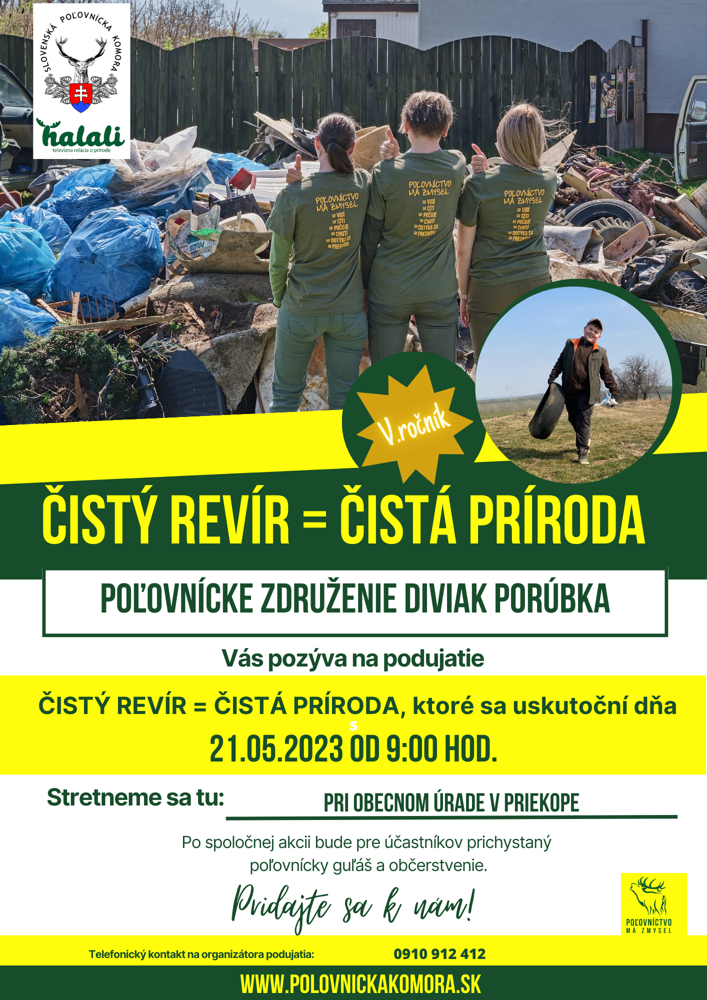 SLOVENSKÁ POĽOVNÍCKA KOMORA
halali
televízna relácia o prírode
POĽOVNÍCTVO
MÁ ZMYSEL
VIDÍ
CÍTI
POČUJE
CHUTÍ
DOTÝKA SA
PREDVÍDA
POĽOVNÍCTVO
MÁ ZMYSEL
VIDÍ
CÍTI
POČUJE
CHUTÍ
DOTÝKA SA
PREDVÍDA
POĽOVNÍCTVO
MÁ ZMYSEL
VIDÍ
CÍTI
POČUJE
CHUTÍ
DOTÝKA SA
PREDVÍDA
POLIZEI
V.ročník
ČISTÝ REVÍR = ČISTÁ PRÍRODA
POĽOVNÍCKE ZDRUŽENIE DIVIAK PORÚBKA
Vás pozýva na podujatie
ČISTÝ REVÍR = ČISTÁ PRÍRODA, ktoré sa uskutoční dňa
s
21.05.2023 OD 9:00 HOD.
Stretneme sa tu: PRI OBECNOM ÚRADE V PRIEKOPE
Po spoločnej akcii bude pre účastníkov prichystaný
poľovnícky guľáš a občerstvenie.
Pridajte sa k nám!
POĽOVNÍCTVO
MÁ ZMYSEL
Telefonický kontakt na organizátora podujatia: 0910 912 412
WWW.POLOVNICKAKOMORA.SK